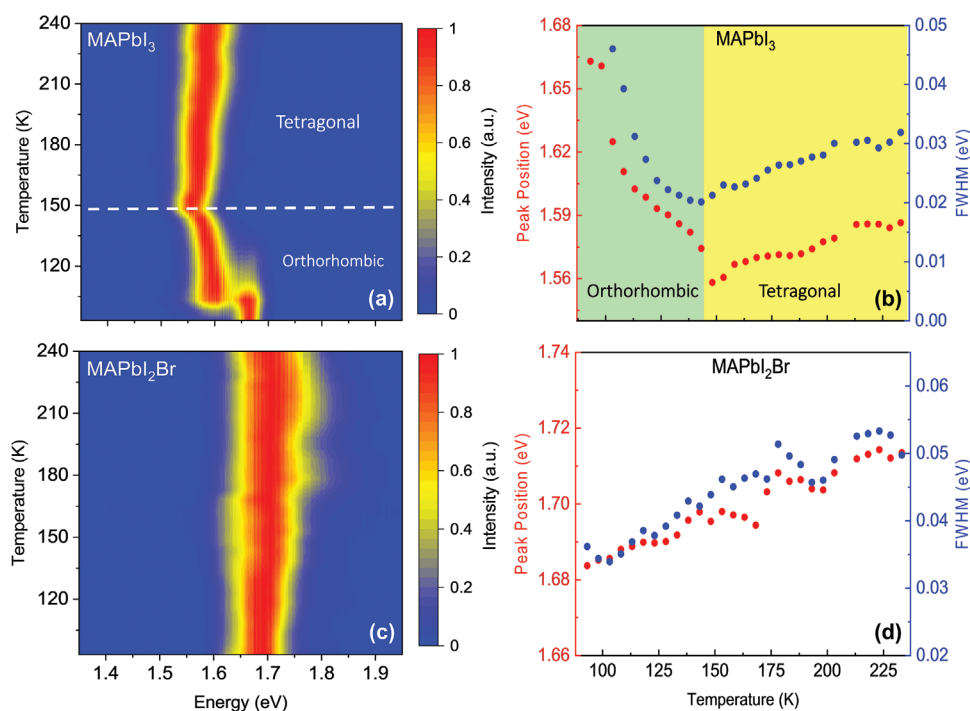 MAPbI3
240
210
180
150
120
Temperature (K)
Tetragonal
Orthorhombic
(a)
1
0.8
0.6
0.4
0.2
0
Intensity (a.u.)
1.68
1.65
1.62
1.59
1.56
Peak Position (eV)
MAPbI3
Orthorhombic
Tetragonal
(b)
0.05
0.04
0.03
0.02
0.01
0.00
FWHM (eV)
MAPbI2Br
240
210
180
150
120
Temperature (K)
(c)
1.4 1.5 1.6 1.7 1.8 1.9
Energy (eV)
1
0.8
0.6
0.4
0.2
0
Intensity (a.u.)
1.74
1.72
1.70
1.68
1.66
Peak Position (eV)
MAPbI2Br
(d)
0.06
0.05
0.04
0.03
0.02
FWHM (eV)
100 125 150 175 200 225
Temperature (K)